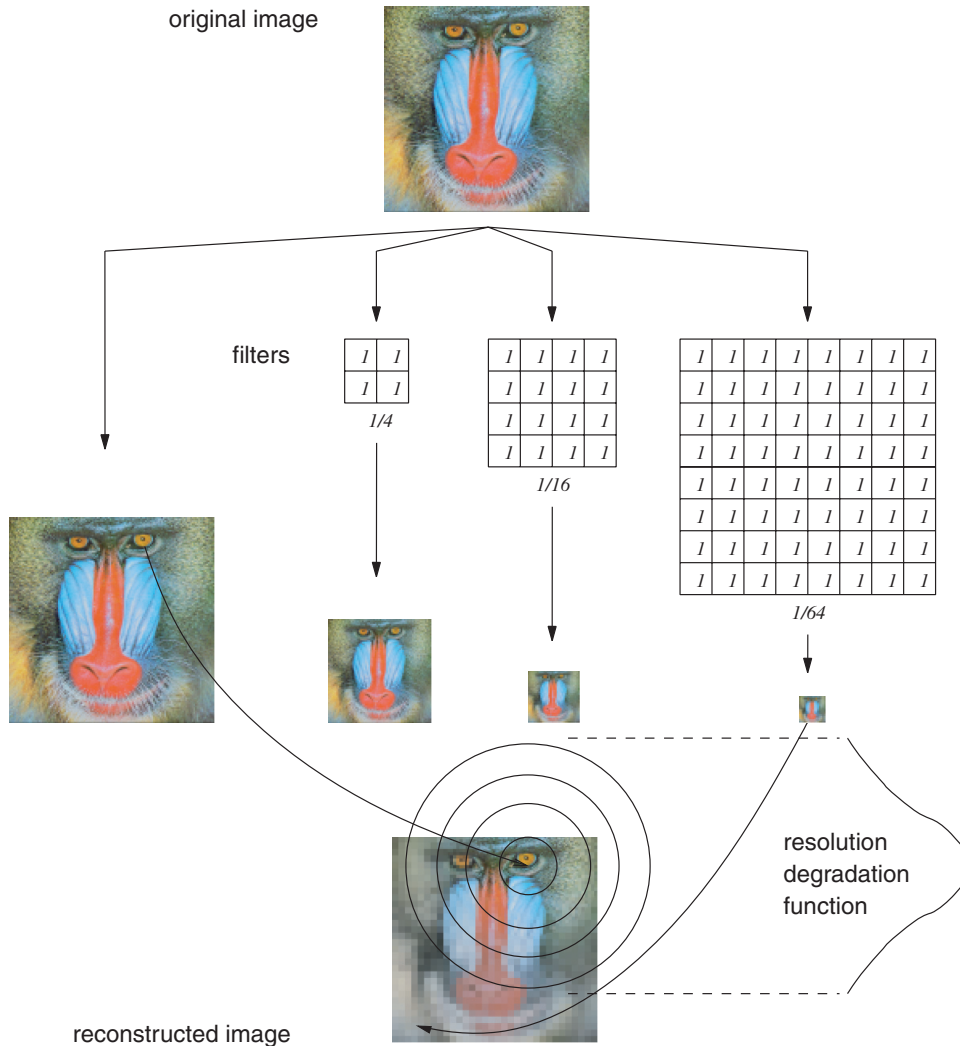 original image
filters
1 1
1 1
1/4
1 1 1 1
1 1 1 1
1 1 1 1
1 1 1 1
1/16
1 1 1 1 1 1 1 1
1 1 1 1 1 1 1 1
1 1 1 1 1 1 1 1
1 1 1 1 1 1 1 1
1 1 1 1 1 1 1 1
1 1 1 1 1 1 1 1
1 1 1 1 1 1 1 1
1 1 1 1 1 1 1 1
1/64
resolution
degradation
function
reconstructed image